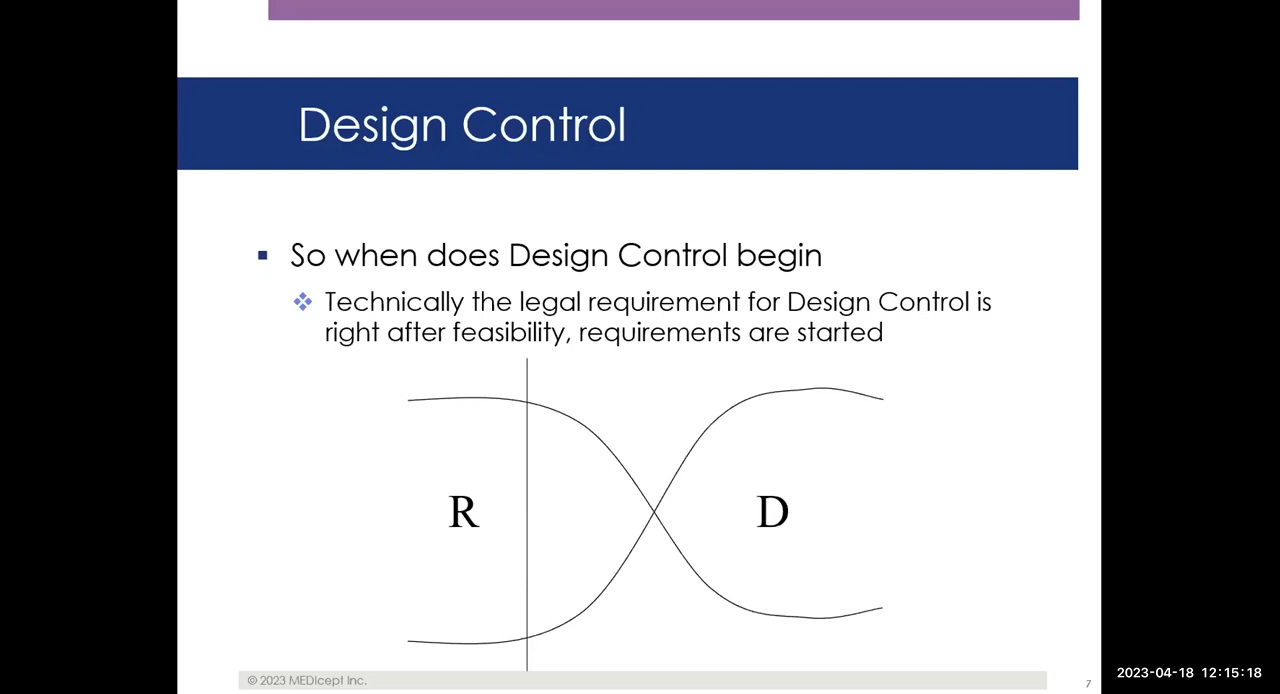 Design Control
So when does Design Control begin
Technically the legal requirement for Design Control is
right after feasibility, requirements are started
R
D
© 2023 MEDIcept Inc.
7
2023-04-18 12:15:18